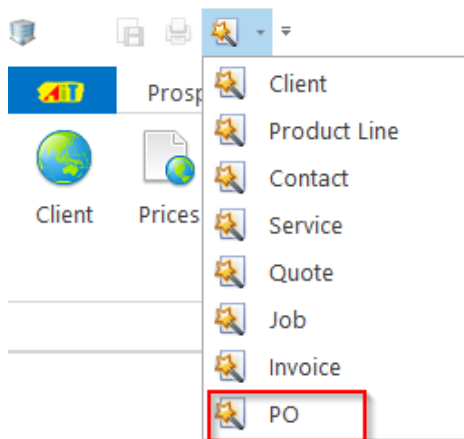 AiT
Prosp
Client
Prices
Client
Product Line
Contact
Service
Quote
Job
Invoice
PO